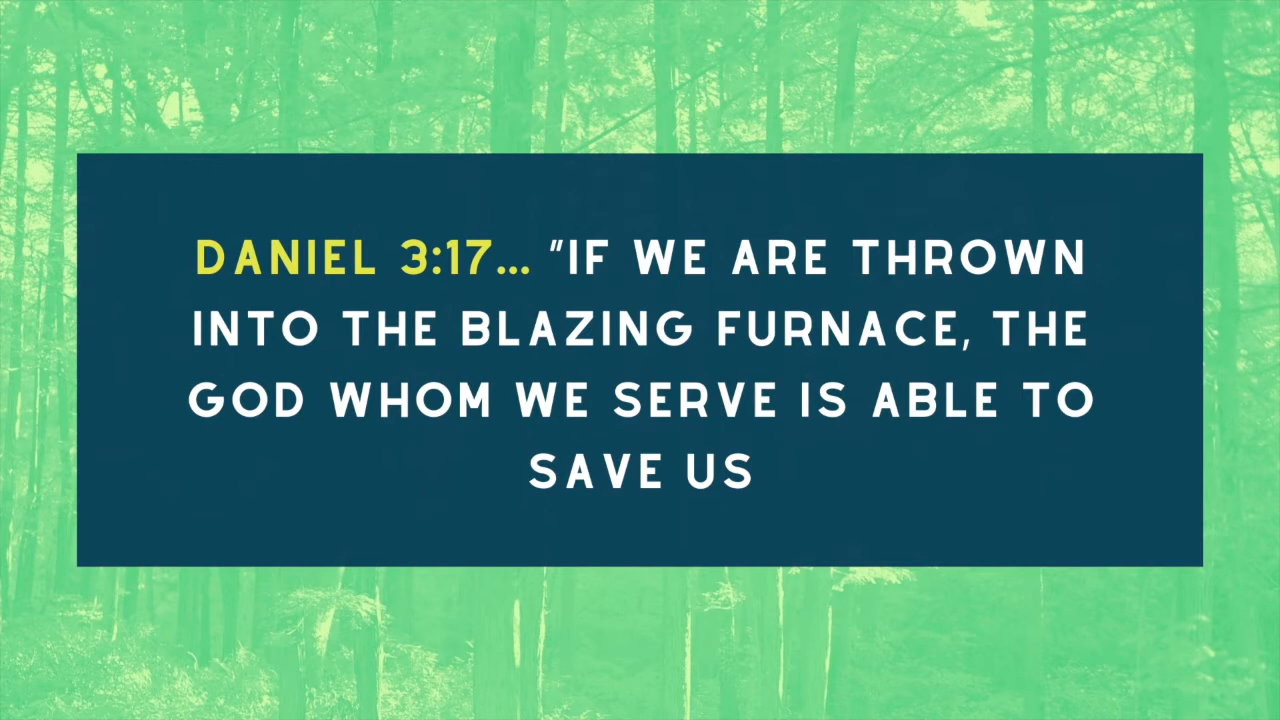 DANIEL 3:17... "IF WE ARE THROWN
INTO THE BLAZING FURNACE, THE
GOD WHOM WE SERVE IS ABLE TO
SAVE US